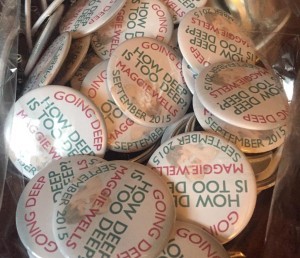 GOING DEEP
HOW DEEP
IS TOO DEEP?
MAGGIE WELLS
SEPTEMBER 2015